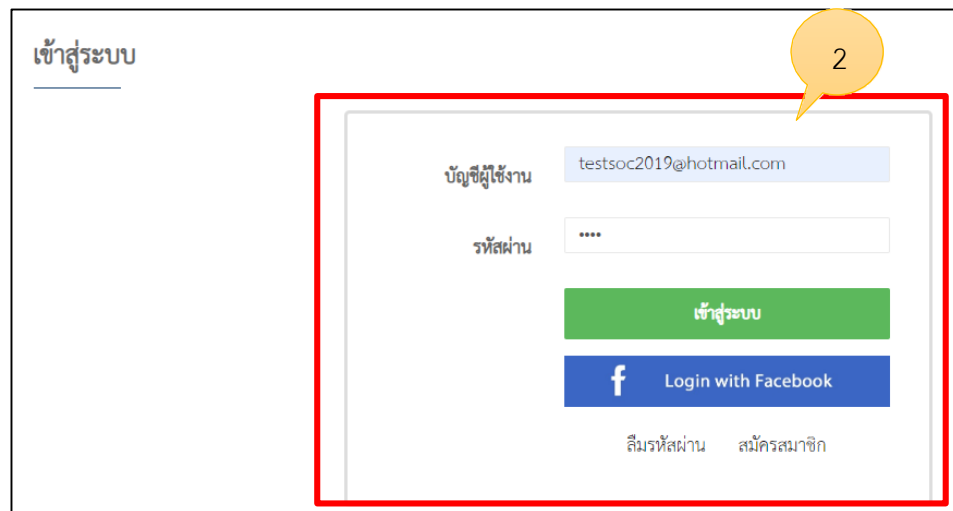 เข้าสู่ระบบ
2
บัญชีผู้ใช้งาน testsoc2019@hotmail.com
รหัสผ่าน ••••
เข้าสู่ระบบ
f Login with Facebook
ลืมรหัสผ่าน สมัครสมาชิก